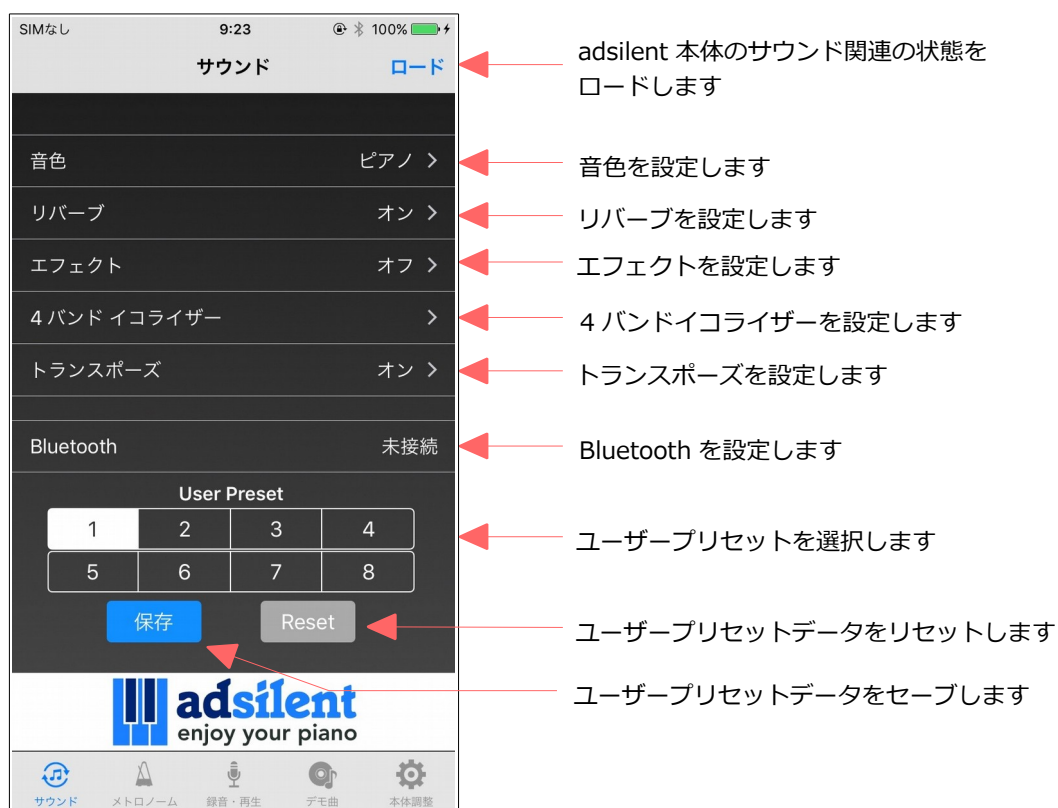 SIMなし 9:23 100%
サウンド ロード
adsilent 本体のサウンド関連の状態を
ロードします
音色 ピアノ
音色を設定します
リバーブ オン
リバーブを設定します
エフェクト オフ
エフェクトを設定します
4 バンド イコライザー
4 バンドイコライザーを設定します
トランスポーズ オン
トランスポーズを設定します
Bluetooth 未接続
Bluetooth を設定します
User Preset
1 2 3 4
ユーザープリセットを選択します
5 6 7 8
保存 Reset
ユーザープリセットデータをリセットします
ユーザープリセットデータをセーブします
adsilent
enjoy your piano
サウンド メトロノーム 録音・再生 デモ曲 本体調整